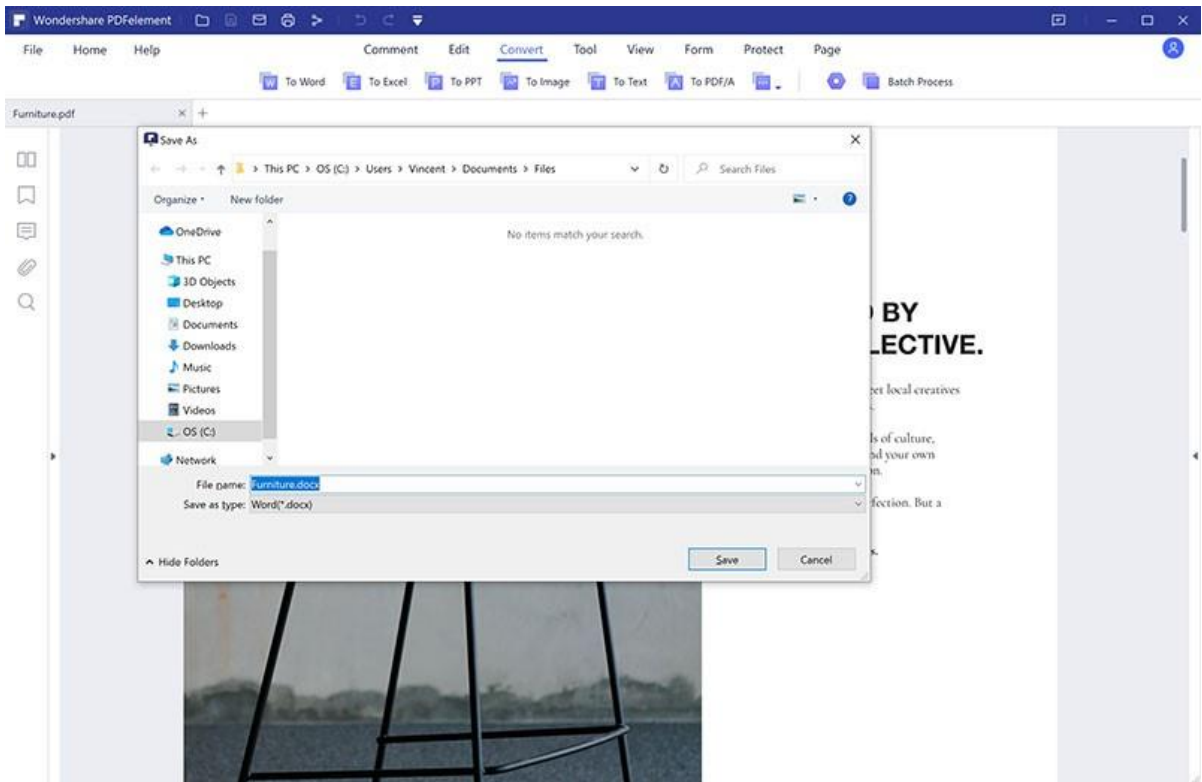 Wondershare PDFelement
File Home Help Comment Edit Convert Tool View Form Protect Page
To Word To Excel To PPT To Image To Text To PDF/A Batch Process
Furniture.pdf
Save As
This PC > OS (C:) > Users > Vincent > Documents > Files
Search Files
Organize New folder
OneDrive
No items match your search.
This PC
3D Objects
Desktop
Documents
Downloads
Music
Pictures
Videos
OS (C:)
Network
File name: Furniture.docx
Save as type: Word(*.docx)
Hide Folders
Save Cancel
BY
LECTIVE.
local creatives
of culture,
your own
But a